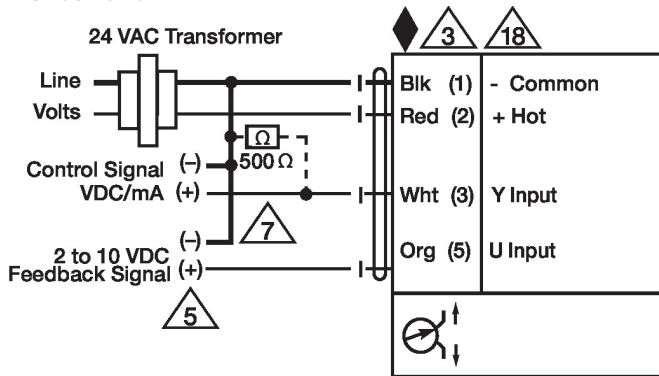 24 VAC Transformer
3
18
Line
Volts
Blk (1) - Common
Red (2) + Hot
Ω
500 Ω
Control Signal (–)
VDC/mA (+)
Wht (3) Y Input
7
(–)
2 to 10 VDC
Feedback Signal (+)
Org (5) U Input
5